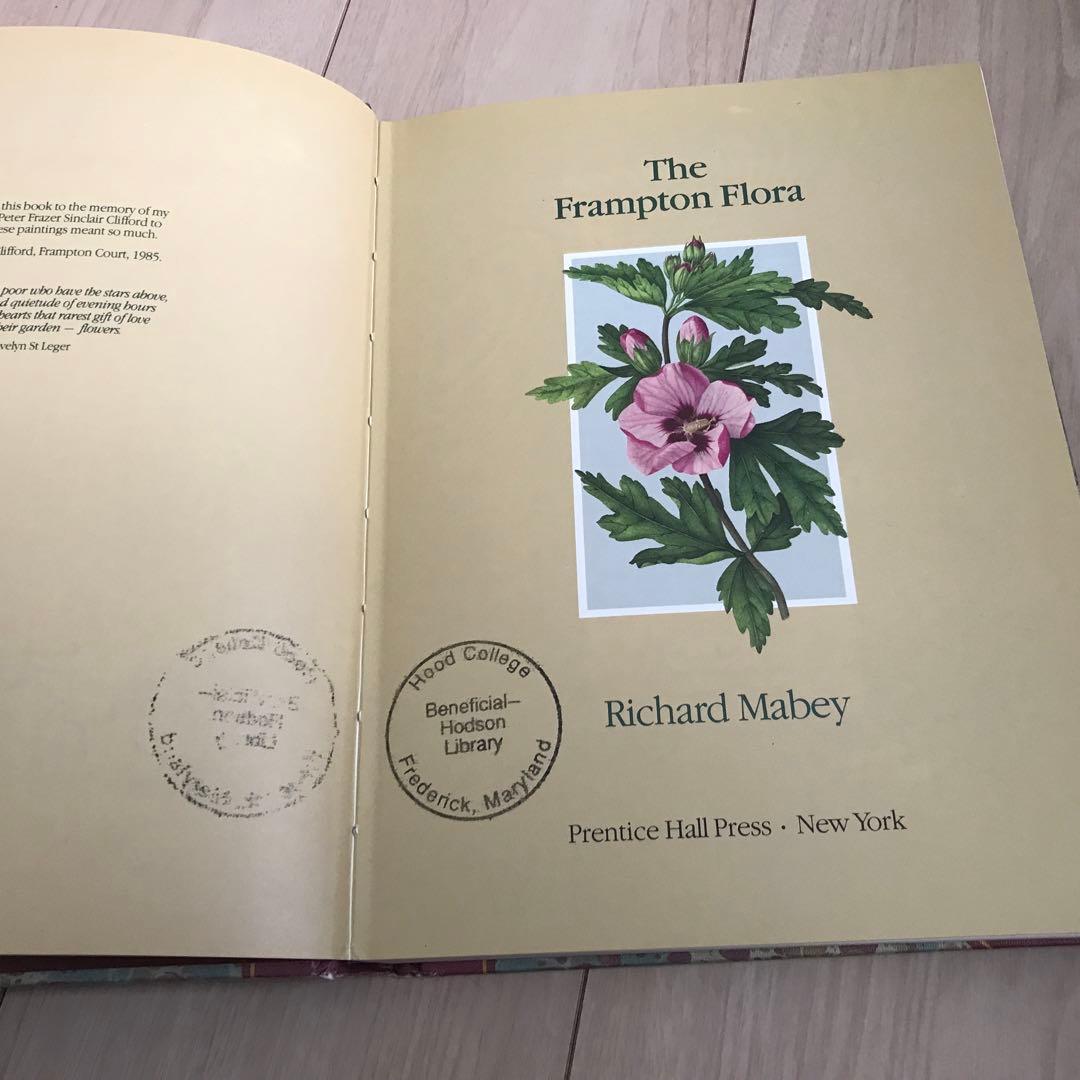 this book to the memory of my
Peter Frazer Sinclair Clifford to
ese paintings meant so much.
lifford, Frampton Court, 1985.
poor who have the stars above,
d quietude of evening hours
hearts that rarest gift of love
eir garden — flowers.
velyn St Leger
The
Frampton Flora
Hood College
Beneficial–
Hodson
Library
Frederick, Maryland
Richard Mabey
Prentice Hall Press · New York